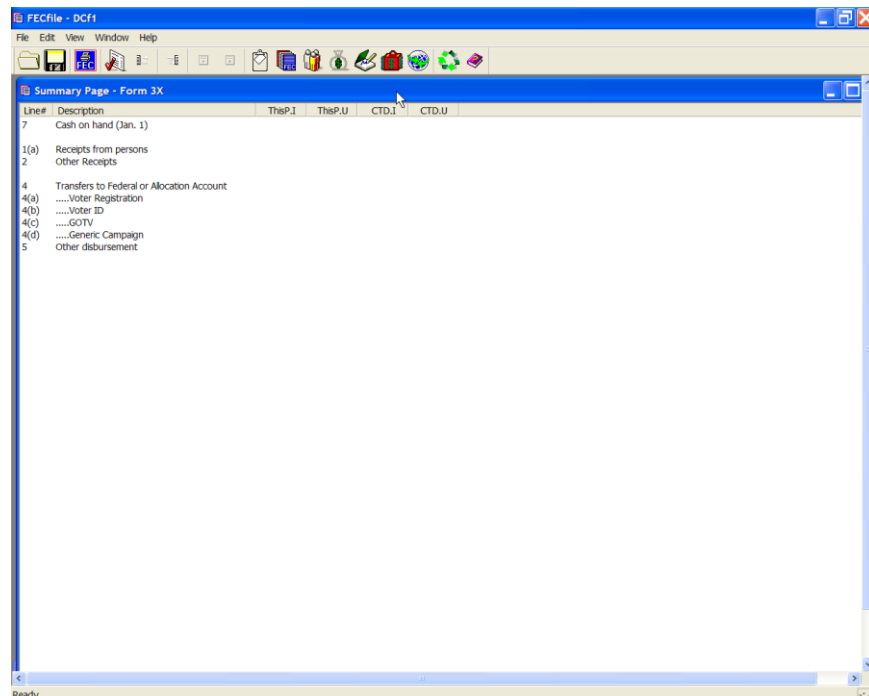 FECfile - DCf1
File Edit View Window Help
FEC
Summary Page - Form 3X
Line# Description ThisP.I ThisP.U CTD.I CTD.U
7 Cash on hand (Jan. 1)
1(a) Receipts from persons
2 Other Receipts
4 Transfers to Federal or Allocation Account
4(a) .....Voter Registration
4(b) .....Voter ID
4(c) .....GOTV
4(d) .....Generic Campaign
5 Other disbursement
Ready